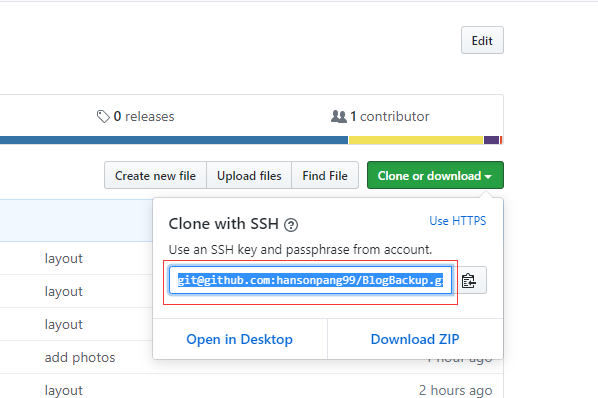 Edit
0 releases
1 contributor
Create new file
Upload files
Find File
Clone or download
Clone with SSH
Use HTTPS
Use an SSH key and passphrase from account.
git@github.com:hansonpang99/BlogBackup.g
Open in Desktop
Download ZIP
layout
layout
layout
add photos
1 hour ago
layout
2 hours ago